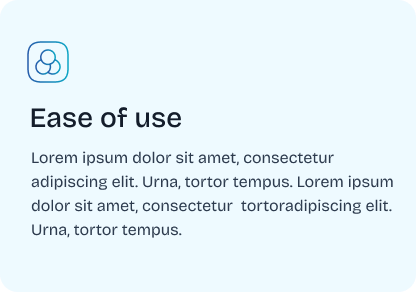 Ease of use
Lorem ipsum dolor sit amet, consectetur
adipiscing elit. Urna, tortor tempus. Lorem ipsum
dolor sit amet, consectetur  tortoradipiscing elit.
Urna, tortor tempus.